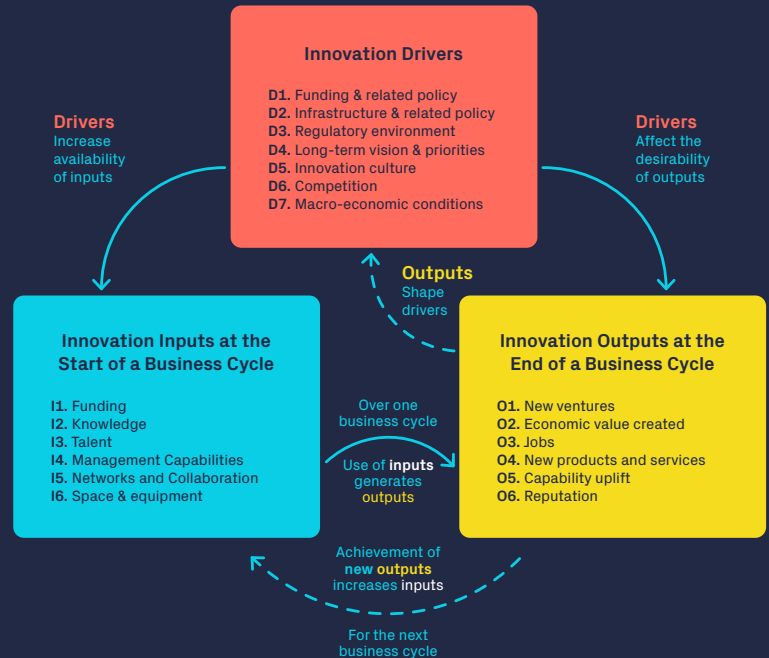 Innovation Drivers
D1. Funding & related policy
D2. Infrastructure & related policy
D3. Regulatory environment
D4. Long-term vision & priorities
D5. Innovation culture
D6. Competition
D7. Macro-economic conditions
Drivers
Increase
availability
of inputs
Drivers
Affect the
desirability
of outputs
Outputs
Shape
drivers
Innovation Inputs at the
Start of a Business Cycle
I1. Funding
I2. Knowledge
I3. Talent
I4. Management Capabilities
I5. Networks and Collaboration
I6. Space & equipment
Over one
business cycle
Use of inputs
generates
outputs
Innovation Outputs at the
End of a Business Cycle
O1. New ventures
O2. Economic value created
O3. Jobs
O4. New products and services
O5. Capability uplift
O6. Reputation
Achievement of
new outputs
increases inputs
For the next
business cycle